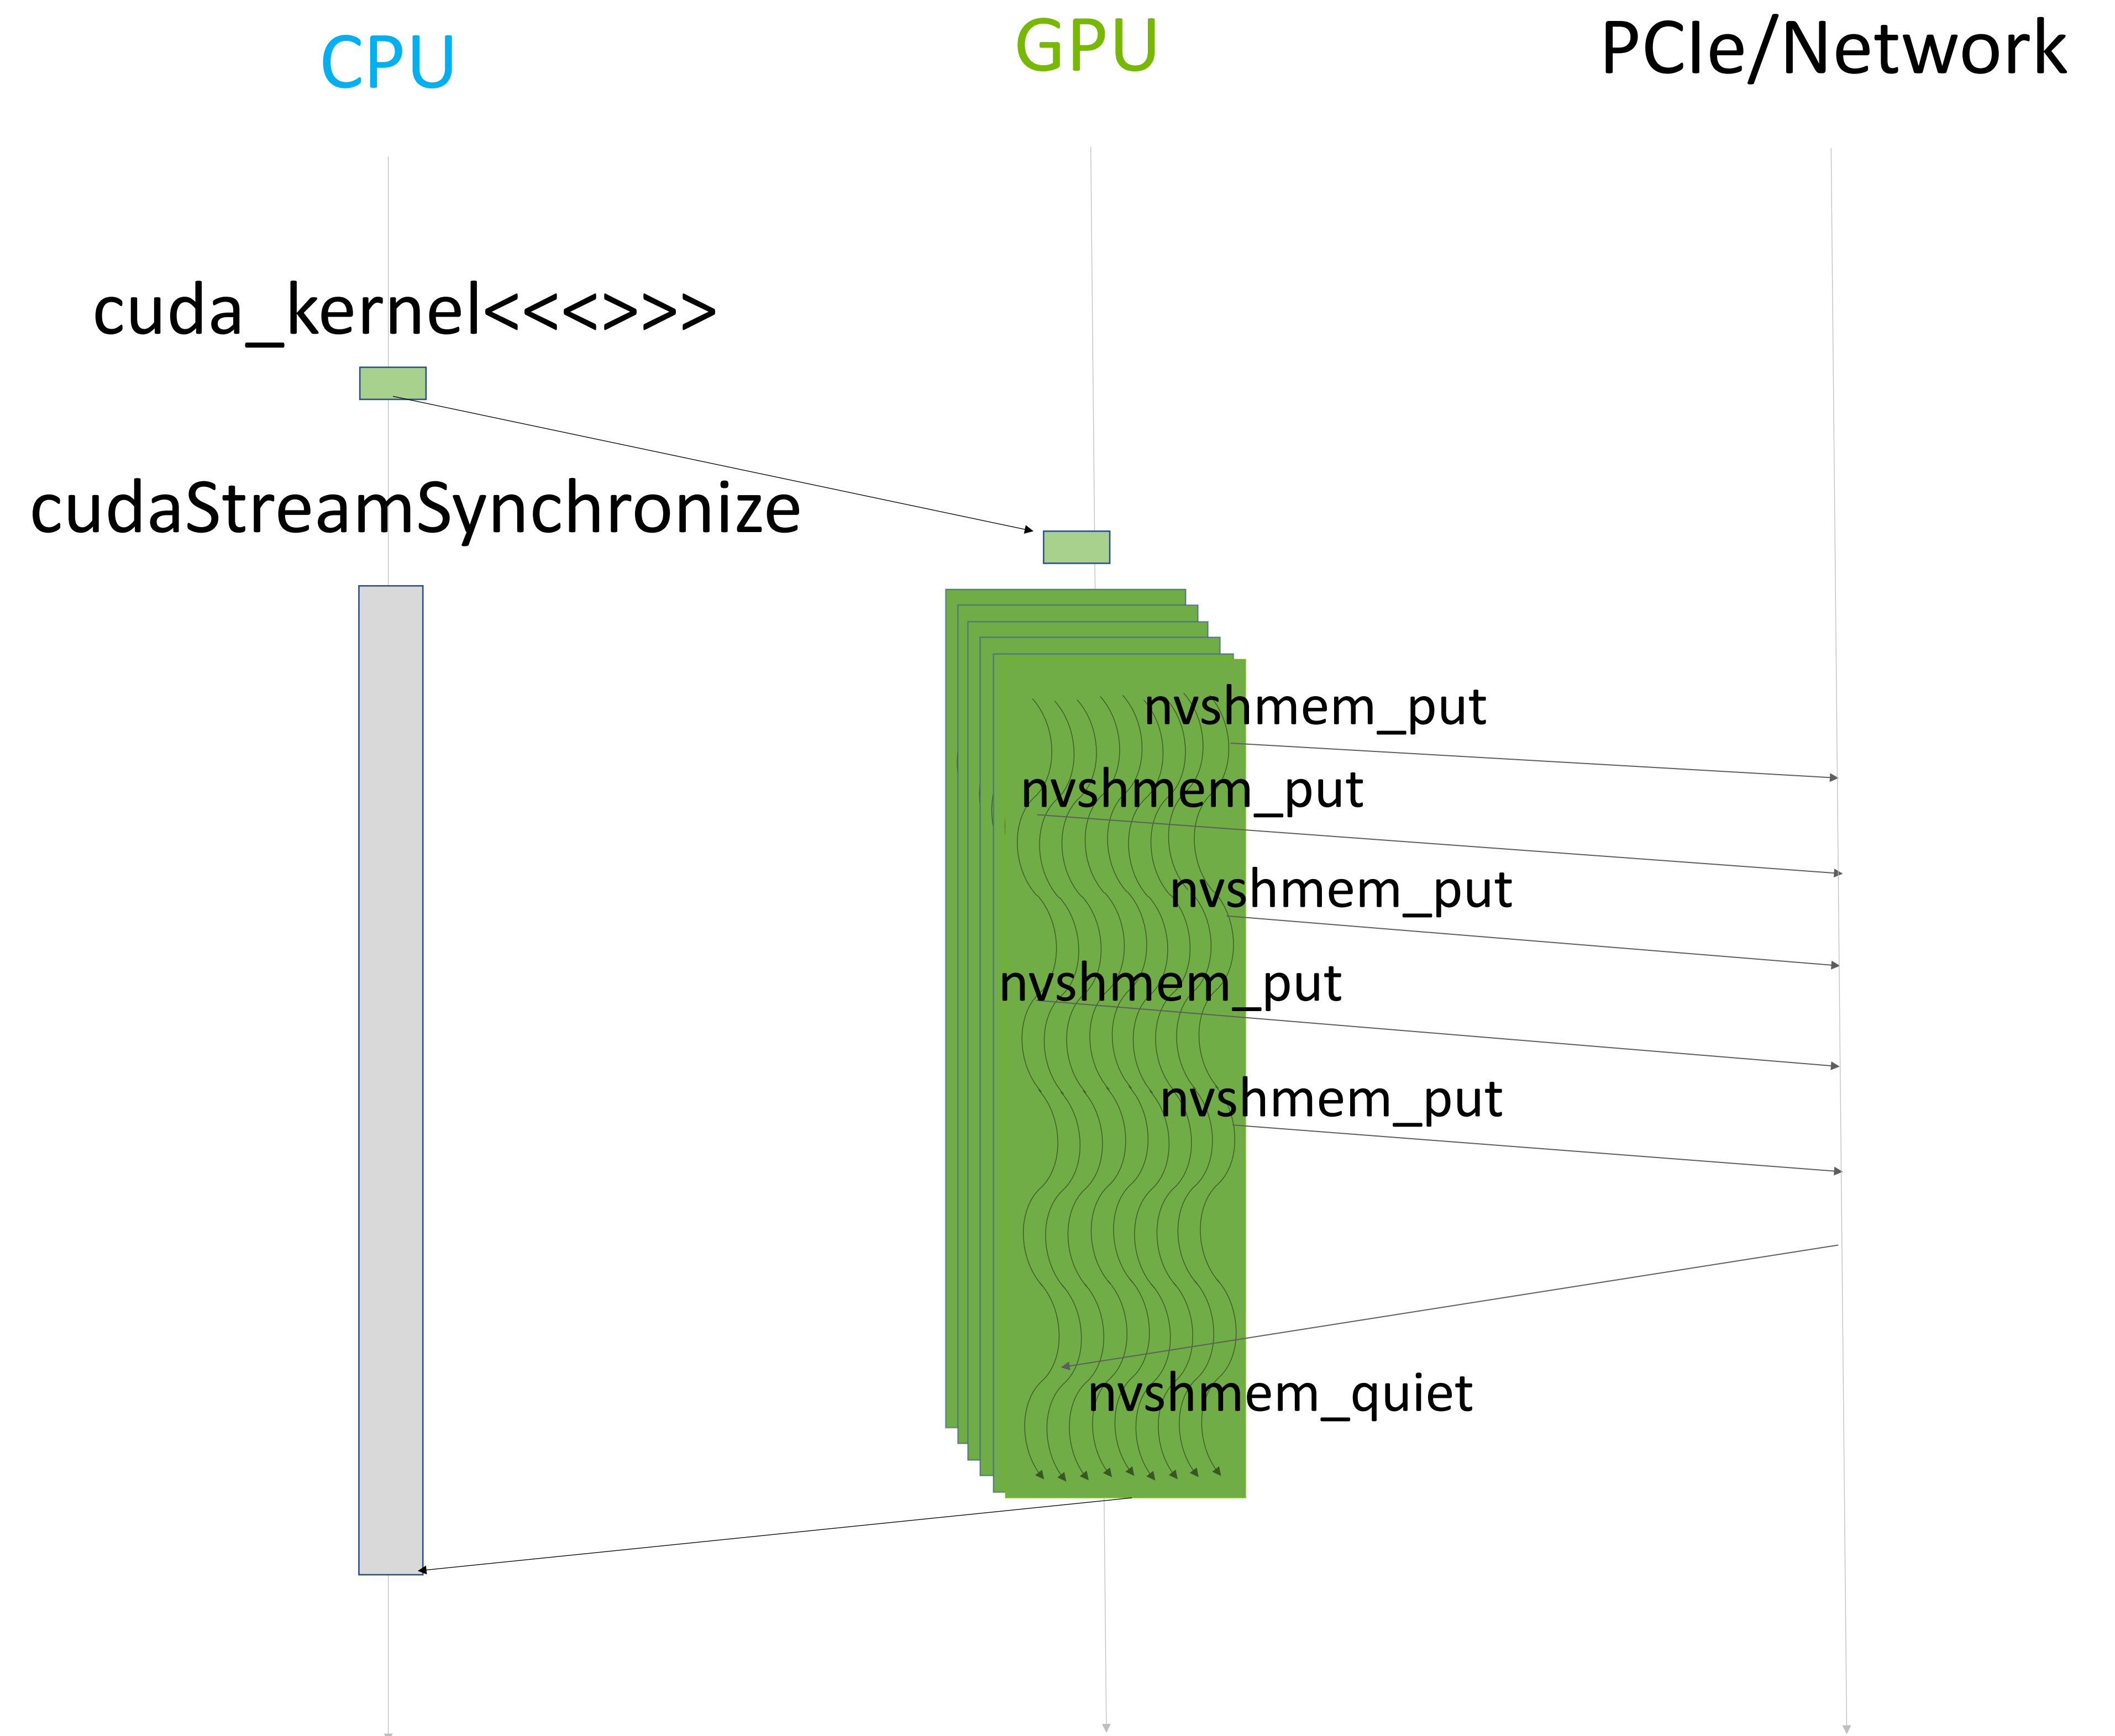 CPU
GPU
PCIe/Network
cuda_kernel<<<>>>
cudaStreamSynchronize
nvshmem_put
nvshmem_put
nvshmem_put
nvshmem_put
nvshmem_put
nvshmem_quiet